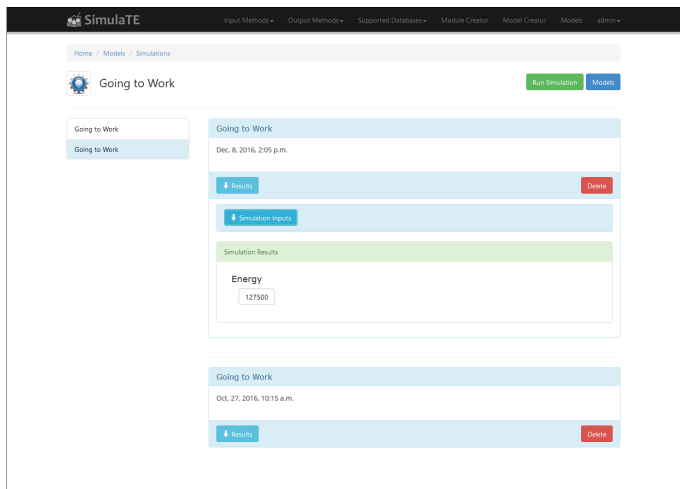 SimulaTE Input Methods Output Methods Supported Databases Module Creator Model Creator Models admin
Home / Models / Simulations
Going to Work Run Simulation Models
Going to Work
Going to Work
Going to Work
Dec. 8, 2016, 2:05 p.m.
Results Delete
Simulation Inputs
Simulation Results
Energy
127500
Going to Work
Oct. 27, 2016, 10:15 a.m.
Results Delete